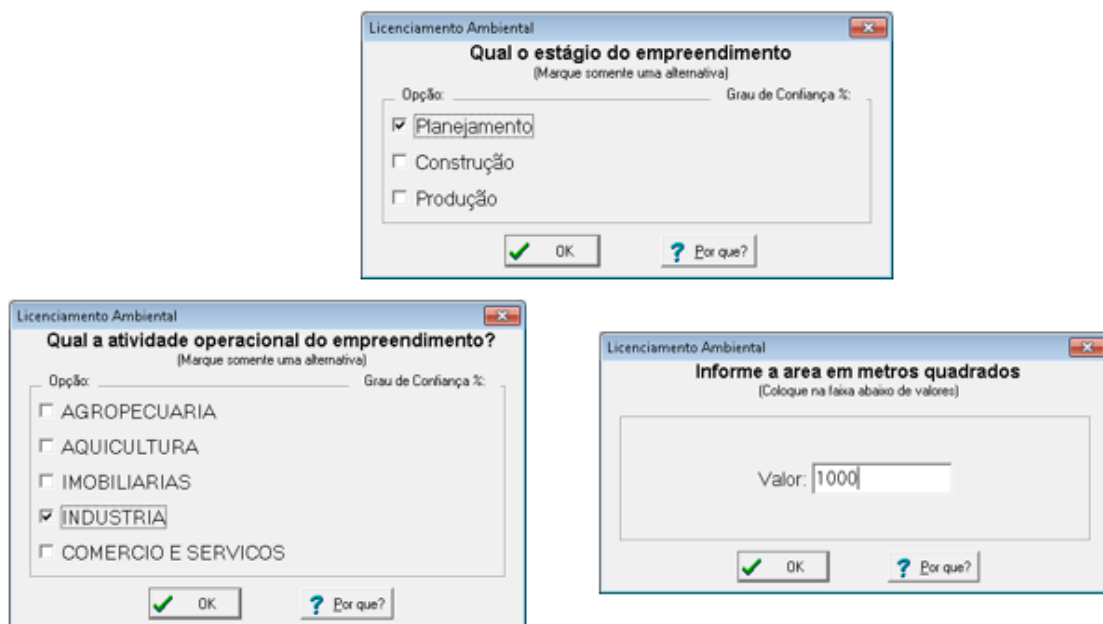 Licenciamento Ambiental
Qual o estágio do empreendimento
(Marque somente uma alternativa)
Opção: Grau de Confiança %:
Planejamento
Construção
Produção
OK Por que?
Licenciamento Ambiental
Qual a atividade operacional do empreendimento?
(Marque somente uma alternativa)
Opção: Grau de Confiança %:
AGROPECUARIA
AQUICULTURA
IMOBILIARIAS
INDUSTRIA
COMERCIO E SERVICOS
OK Por que?
Licenciamento Ambiental
Informe a area em metros quadrados
(Coloque na faixa abaixo de valores)
Valor: 1000
OK Por que?